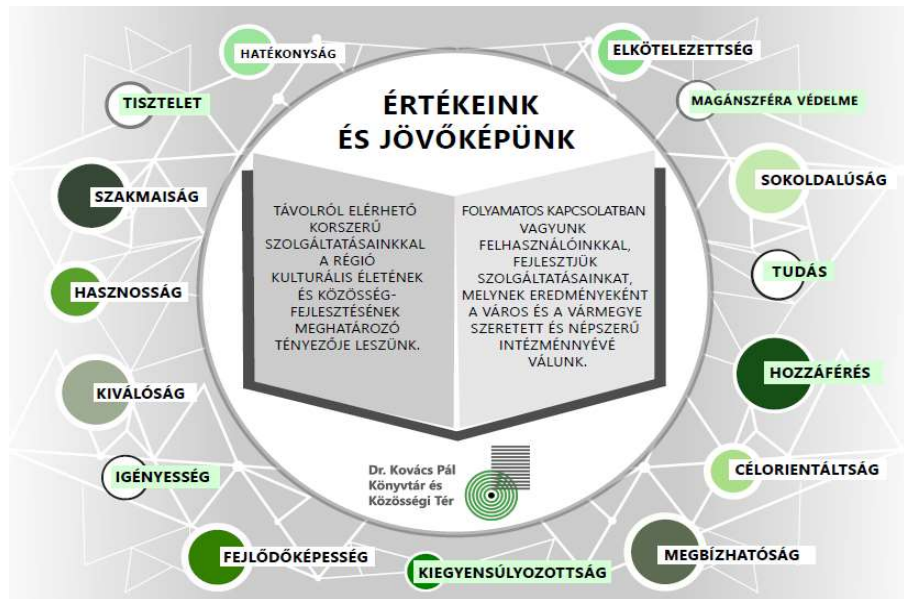 ÉRTÉKEINK
ÉS JÖVŐKÉPÜNK
HATÉKONYSÁG
TISZTELET
SZAKMAISÁG
HASZNOSSÁG
KIVÁLÓSÁG
IGÉNYESSÉG
FEJLŐDŐKÉPESSÉG
TÁVOLRÓL ELÉRHETŐ
KORSZERŰ
SZOLGÁLTATÁSAINKKAL
A RÉGIÓ
KULTURÁLIS ÉLETÉNEK
ÉS KÖZÖSSÉG-
FEJLESZTÉSÉNEK
MEGHATÁROZÓ
TÉNYEZŐJE LESZÜNK.
FOLYAMATOS KAPCSOLATBAN
VAGYUNK
FELHASZNÁLÓINKKAL,
FEJLESZTJÜK
SZOLGÁLTATÁSAINKAT,
MELYNEK EREDMÉNYEKÉNT
A VÁROS ÉS A VÁRMEGYE
SZERETETT ÉS NÉPSZERŰ
INTÉZMÉNNYÉVÉ
VÁLUNK.
Dr. Kovács Pál
Könyvtár és
Közösségi Tér
KIEGYENSÚLYOZOTTSÁG
ELKÖTELEZETTSÉG
MAGÁNSZFÉRA VÉDELME
SOKOLDALÚSÁG
TUDÁS
HOZZÁFÉRÉS
CÉLORIENTÁLTSÁG
MEGBÍZHATÓSÁG